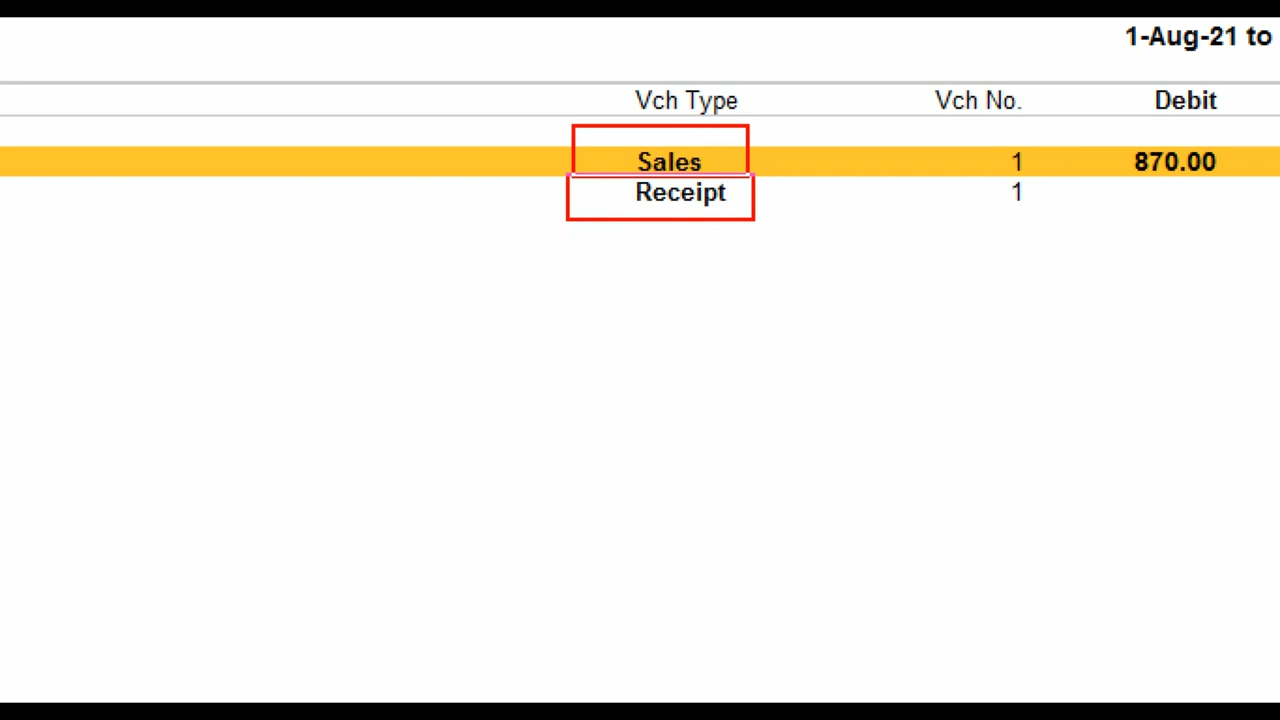 1-Aug-21 to
Vch Type Vch No. Debit
Sales 1 870.00
Receipt 1